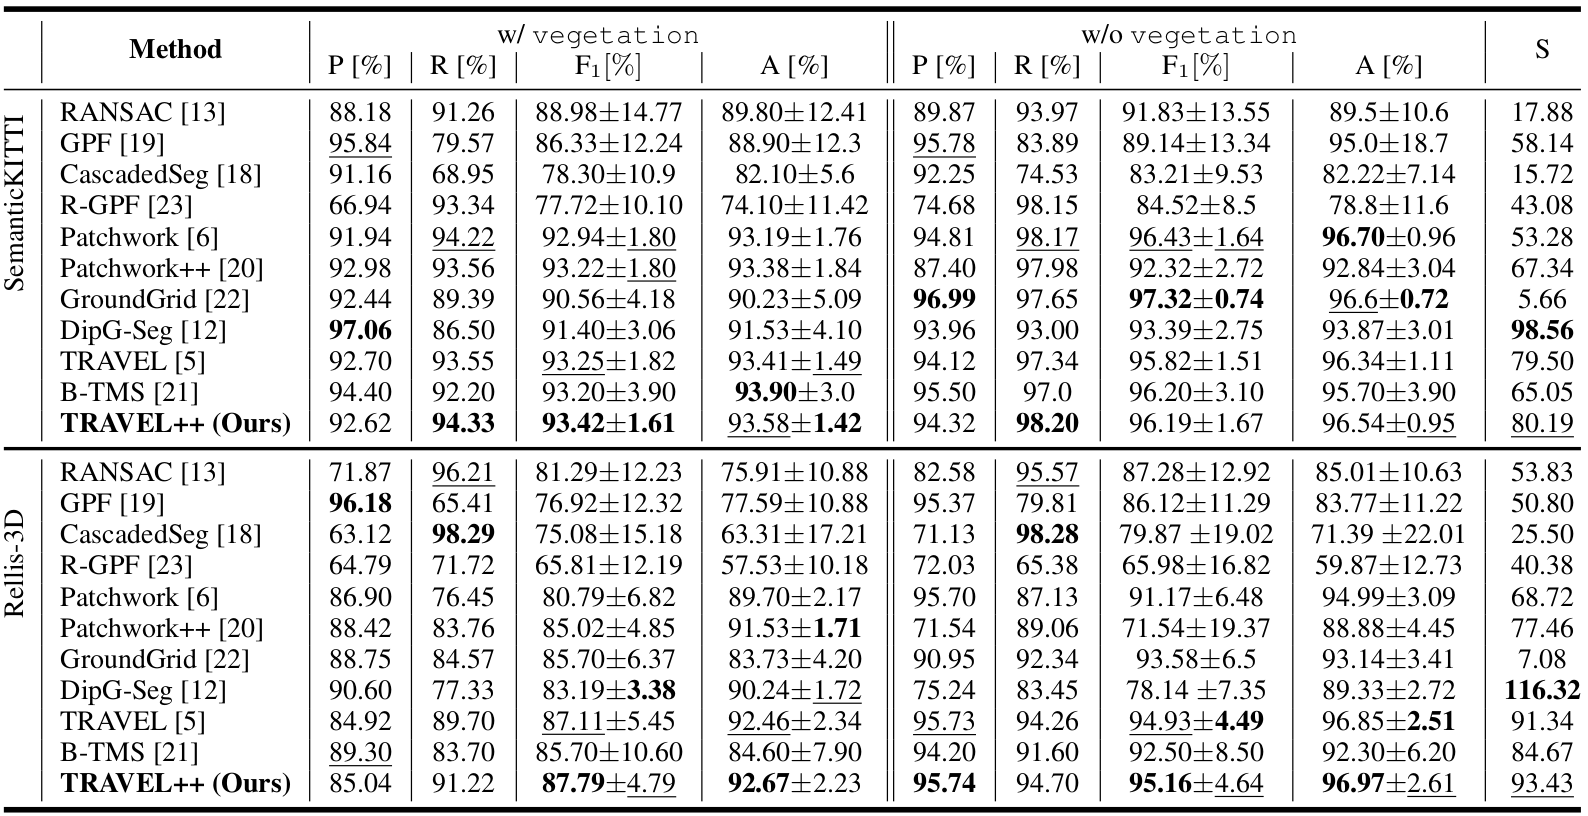 Method w/ vegetation w/o vegetation S
P [%] R [%] F1[%] A [%] P [%] R [%] F1[%] A [%]
SemanticKITTI
RANSAC [13] 88.18 91.26 88.98±14.77 89.80±12.41 89.87 93.97 91.83±13.55 89.5±10.6 17.88
GPF [19] 95.84 79.57 86.33±12.24 88.90±12.3 95.78 83.89 89.14±13.34 95.0±18.7 58.14
CascadedSeg [18] 91.16 68.95 78.30±10.9 82.10±5.6 92.25 74.53 83.21±9.53 82.22±7.14 15.72
R-GPF [23] 66.94 93.34 77.72±10.10 74.10±11.42 74.68 98.15 84.52±8.5 78.8±11.6 43.08
Patchwork [6] 91.94 94.22 92.94±1.80 93.19±1.76 94.81 98.17 96.43±1.64 96.70±0.96 53.28
Patchwork++ [20] 92.98 93.56 93.22±1.80 93.38±1.84 87.40 97.98 92.32±2.72 92.84±3.04 67.34
GroundGrid [22] 92.44 89.39 90.56±4.18 90.23±5.09 96.99 97.65 97.32±0.74 96.6±0.72 5.66
DipG-Seg [12] 97.06 86.50 91.40±3.06 91.53±4.10 93.96 93.00 93.39±2.75 93.87±3.01 98.56
TRAVEL [5] 92.70 93.55 93.25±1.82 93.41±1.49 94.12 97.34 95.82±1.51 96.34±1.11 79.50
B-TMS [21] 94.40 92.20 93.20±3.90 93.90±3.0 95.50 97.0 96.20±3.10 95.70±3.90 65.05
TRAVEL++ (Ours) 92.62 94.33 93.42±1.61 93.58±1.42 94.32 98.20 96.19±1.67 96.54±0.95 80.19
Rellis-3D
RANSAC [13] 71.87 96.21 81.29±12.23 75.91±10.88 82.58 95.57 87.28±12.92 85.01±10.63 53.83
GPF [19] 96.18 65.41 76.92±12.32 77.59±10.88 95.37 79.81 86.12±11.29 83.77±11.22 50.80
CascadedSeg [18] 63.12 98.29 75.08±15.18 63.31±17.21 71.13 98.28 79.87 ±19.02 71.39 ±22.01 25.50
R-GPF [23] 64.79 71.72 65.81±12.19 57.53±10.18 72.03 65.38 65.98±16.82 59.87±12.73 40.38
Patchwork [6] 86.90 76.45 80.79±6.82 89.70±2.17 95.70 87.13 91.17±6.48 94.99±3.09 68.72
Patchwork++ [20] 88.42 83.76 85.02±4.85 91.53±1.71 71.54 89.06 71.54±19.37 88.88±4.45 77.46
GroundGrid [22] 88.75 84.57 85.70±6.37 83.73±4.20 90.95 92.34 93.58±6.5 93.14±3.41 7.08
DipG-Seg [12] 90.60 77.33 83.19±3.38 90.24±1.72 75.24 83.45 78.14 ±7.35 89.33±2.72 116.32
TRAVEL [5] 84.92 89.70 87.11±5.45 92.46±2.34 95.73 94.26 94.93±4.49 96.85±2.51 91.34
B-TMS [21] 89.30 83.70 85.70±10.60 84.60±7.90 94.20 91.60 92.50±8.50 92.30±6.20 84.67
TRAVEL++ (Ours) 85.04 91.22 87.79±4.79 92.67±2.23 95.74 94.70 95.16±4.64 96.97±2.61 93.43